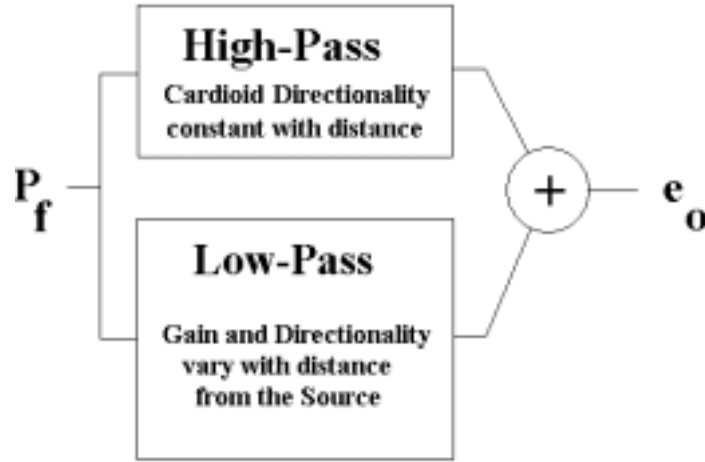 High-Pass
Cardioid Directionality
constant with distance
P
f
+
e
o
Low-Pass
Gain and Directionality
vary with distance
from the Source